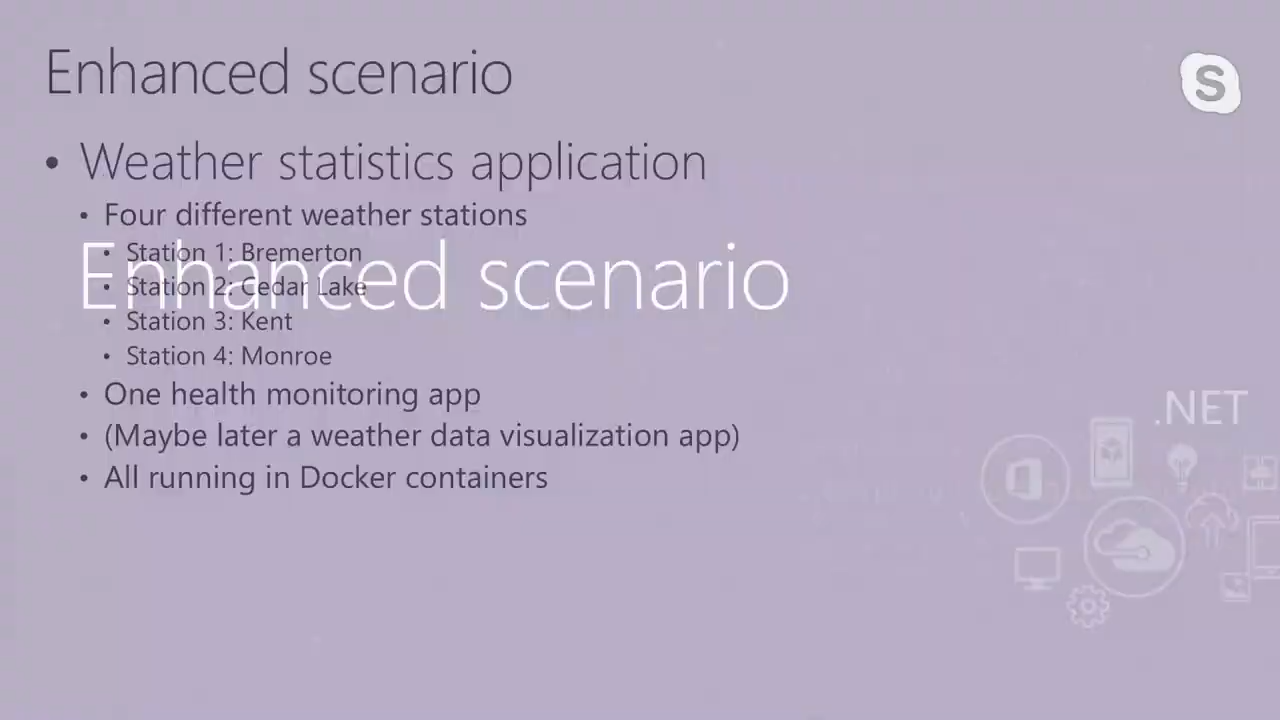 Enhanced scenario
S
• Weather statistics application
• Four different weather stations
• Station 1: Bremerton
Enhanced scenario
• Station 2: Cedar Lake
• Station 3: Kent
• Station 4: Monroe
• One health monitoring app
.NET
• (Maybe later a weather data visualization app)
• All running in Docker containers